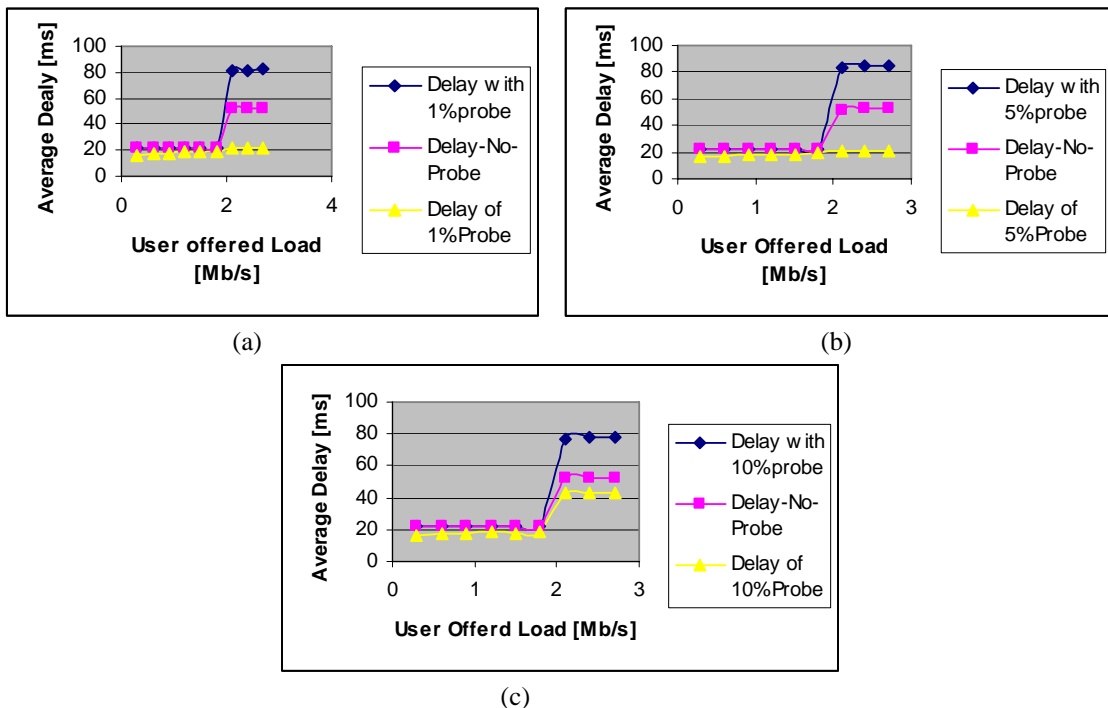 100
80
60
40
20
0
Average Dealy [ms]
0 2 4
User offered Load
[Mb/s]
Delay with
1%probe
Delay-No-
Probe
Delay of
1%Probe
(a)
100
80
60
40
20
0
Average Delay [ms]
0 1 2 3
User Offered Load
[Mb/s]
Delay with
5%probe
Delay-No-
Probe
Delay of
5%Probe
(b)
100
80
60
40
20
0
Average Delay [ms]
0 1 2 3
User Offerd Load [Mb/s]
Delay with
10%probe
Delay-No-
Probe
Delay of
10%Probe
(c)